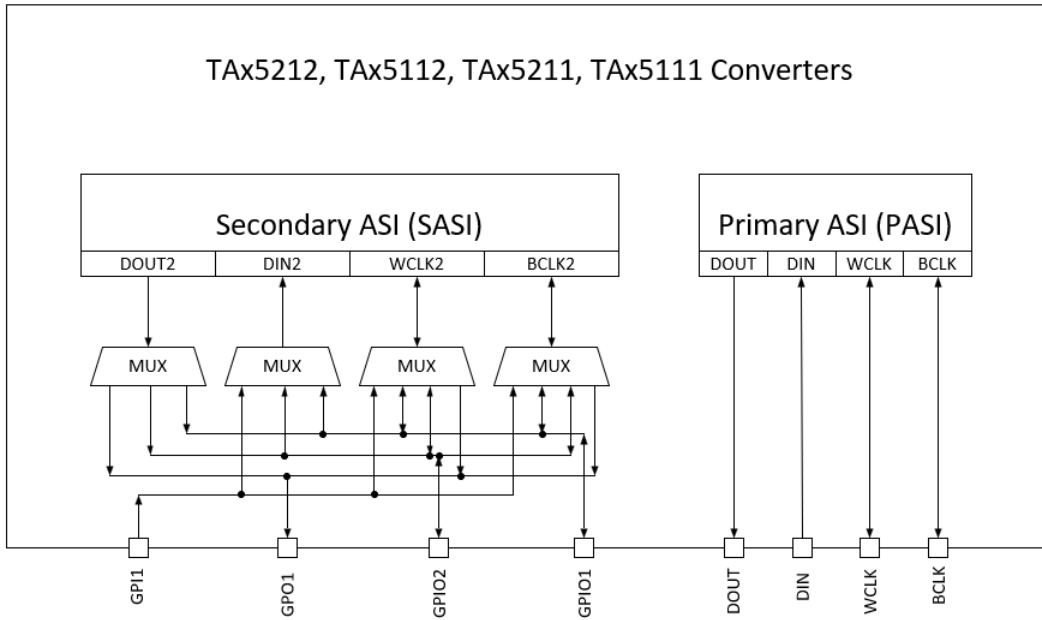 TAx5212, TAx5112, TAx5211, TAx5111 Converters
Secondary ASI (SASI)
DOUT2 DIN2 WCLK2 BCLK2
Primary ASI (PASI)
DOUT DIN WCLK BCLK
MUX MUX MUX MUX
GPI1
GPO1
GPIO2
GPIO1
DOUT
DIN
WCLK
BCLK